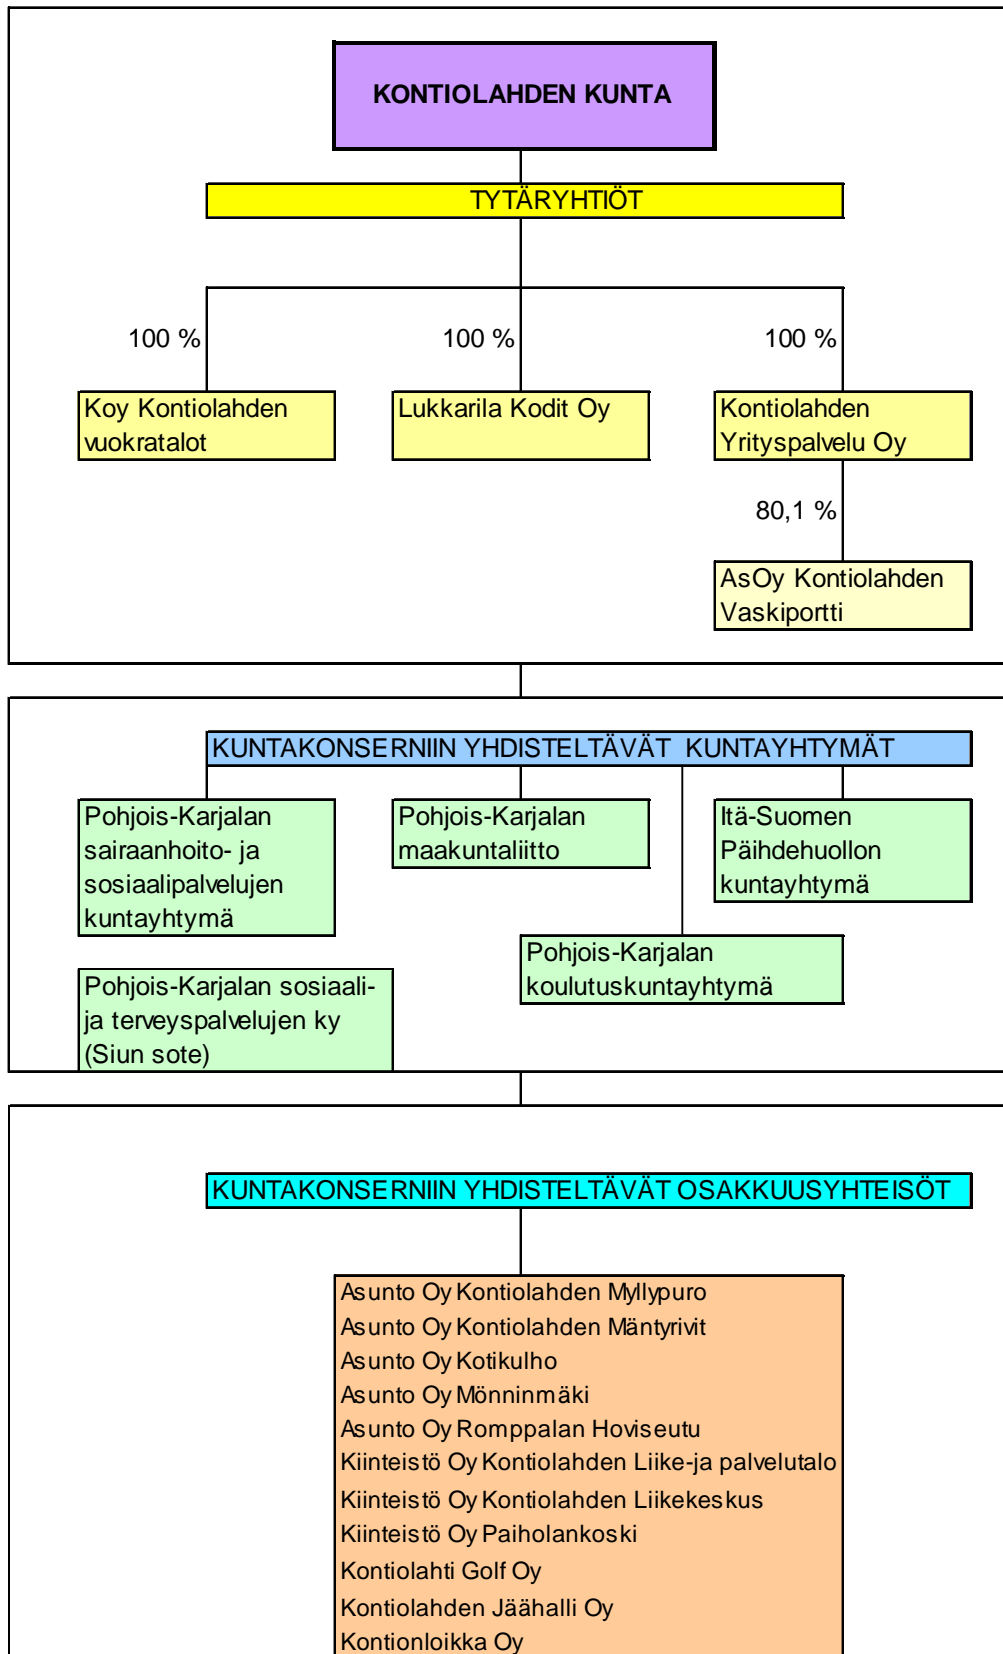 KONTIOLAHDEN KUNTA
TYTÄRYHTIÖT
100 %
100 %
100 %
Koy Kontiolahden
vuokratalot
Lukkarila Kodit Oy
Kontiolahden
Yrityspalvelu Oy
80,1 %
AsOy Kontiolahden
Vaskiportti
KUNTAKONSERNIIN YHDISTELTÄVÄT KUNTAYHTYMÄT
Pohjois-Karjalan
sairaanhoito- ja
sosiaalipalvelujen
kuntayhtymä
Pohjois-Karjalan
maakuntaliitto
Itä-Suomen
Päihdehuollon
kuntayhtymä
Pohjois-Karjalan
koulutuskuntayhtymä
Pohjois-Karjalan sosiaali-
ja terveyspalvelujen ky
(Siun sote)
KUNTAKONSERNIIN YHDISTELTÄVÄT OSAKKUUSYHTEISÖT
Asunto Oy Kontiolahden Myllypuro
Asunto Oy Kontiolahden Mäntyrivit
Asunto Oy Kotikulho
Asunto Oy Mönninmäki
Asunto Oy Romppalan Hoviseutu
Kiinteistö Oy Kontiolahden Liike-ja palvelutalo
Kiinteistö Oy Kontiolahden Liikekeskus
Kiinteistö Oy Paiholankoski
Kontiolahti Golf Oy
Kontiolahden Jäähalli Oy
Kontionloikka Oy